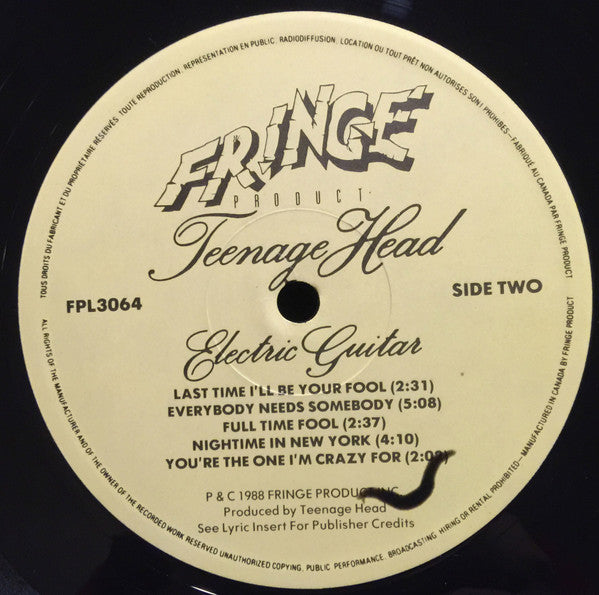 TOUS DROITS DU FABRICANT ET DU PROPRIÉTAIRE RÉSERVÉS. TOUTE REPRODUCTION, REPRÉSENTATION EN PUBLIC, RADIODIFFUSION, LOCATION OU TOUT PRÊT NON AUTORISES SONT PROHIBES—FABRIQUÉ AU CANADA PAR FRINGE PRODUCT
FRINGE
PRODUCT
Teenage Head
FPL3064
SIDE TWO
Electric Guitar
LAST TIME I'LL BE YOUR FOOL (2:31)
EVERYBODY NEEDS SOMEBODY (5:08)
FULL TIME FOOL (2:37)
NIGHTIME IN NEW YORK (4:10)
YOU'RE THE ONE I'M CRAZY FOR
P & C 1988 FRINGE PRODUCT INC.
Produced by Teenage Head
See Lyric Insert For Publisher Credits
ALL RIGHTS OF THE MANUFACTURER AND OF THE OWNER OF THE RECORDED WORK RESERVED UNAUTHORIZED COPYING, PUBLIC PERFORMANCE, BROADCASTING HIRING OR RENTAL PROHIBITED—MANUFACTURED IN CANADA BY FRINGE PRODUCT